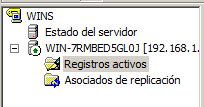 WINS
Estado del servidor
WIN-7RMBED5GL0J [192.168.1.
Registros activos
Asociados de replicación